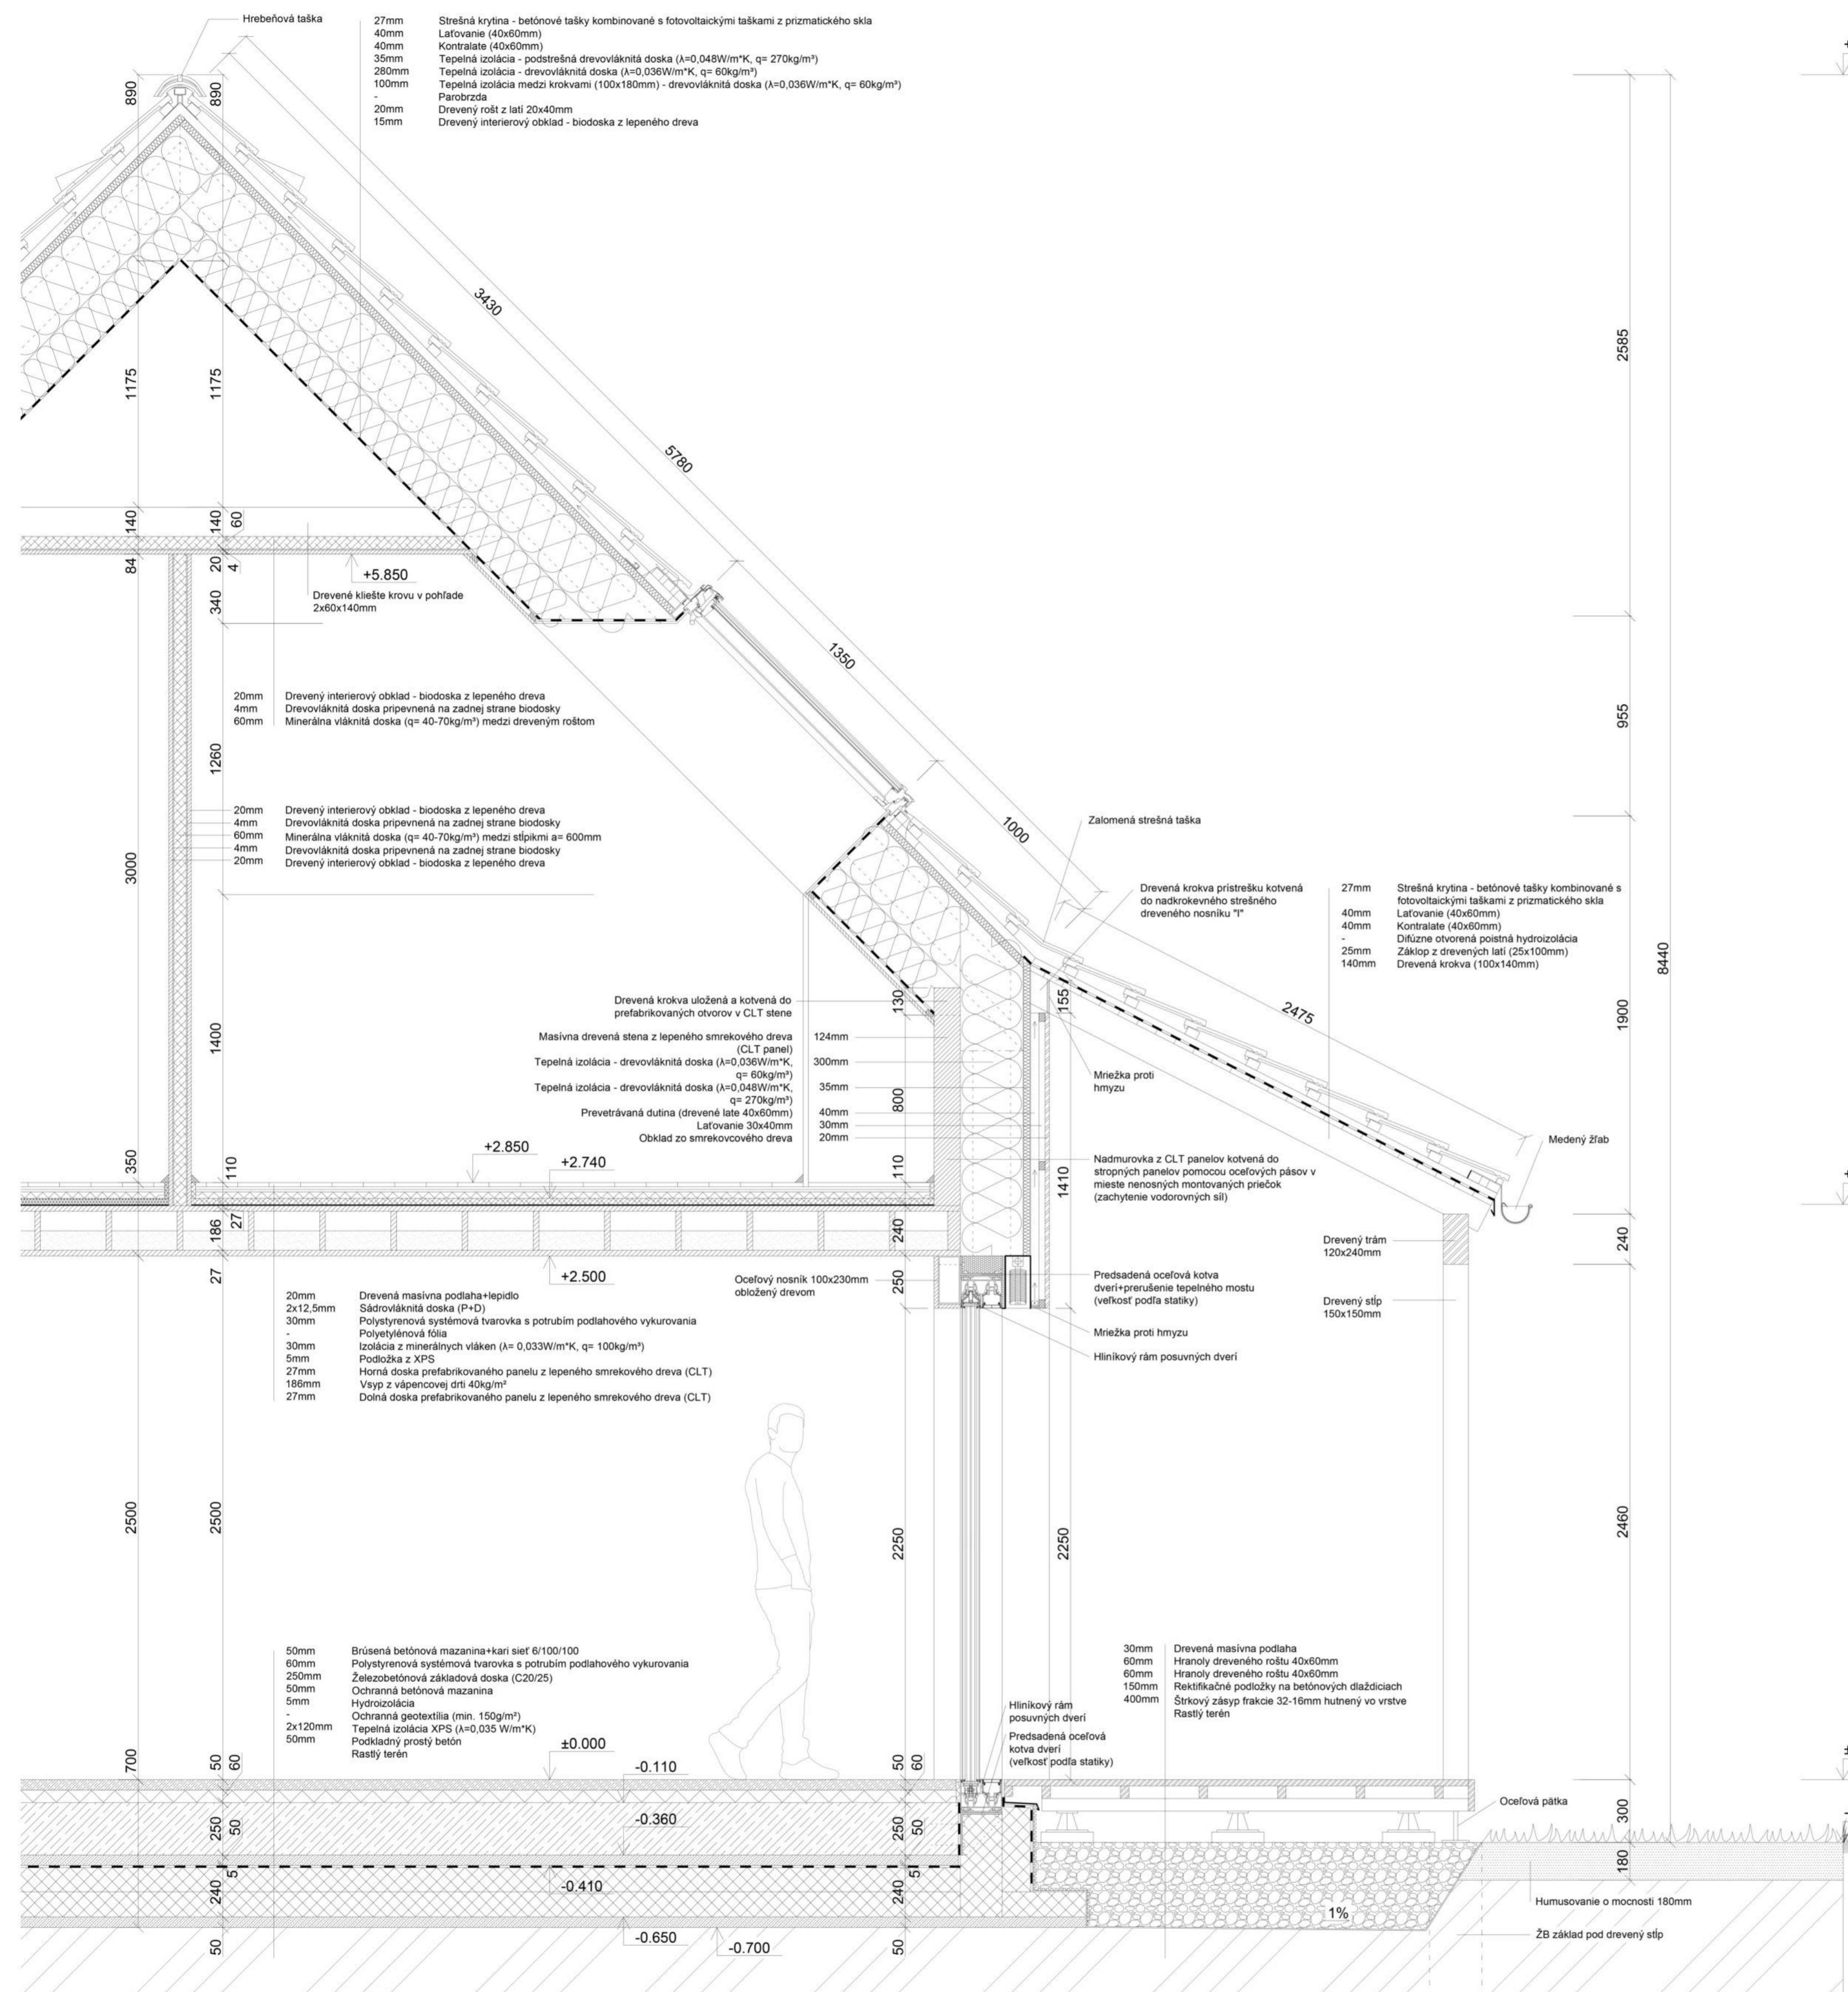 Hrebeňová taška
27mm Strešná krytina - betónové tašky kombinované s fotovoltaickými taškami z prizmatického skla
40mm Laťovanie (40x60mm)
40mm Kontralate (40x60mm)
35mm Tepelná izolácia - podstrešná drevovláknitá doska (λ=0,048W/m*K, q= 270kg/m³)
280mm Tepelná izolácia - drevovláknitá doska (λ=0,036W/m*K, q= 60kg/m³)
100mm Tepelná izolácia medzi krokvami (100x180mm) - drevovláknitá doska (λ=0,036W/m*K, q= 60kg/m³)
- Parobrzda
20mm Drevený rošt z latí 20x40mm
15mm Drevený interierový obklad - biodoska z lepeného dreva
890
890
3430
2585
1175
1175
5780
140
140
60
84
20
4
+5.850
340
Drevené kliešte krovu v pohľade
2x60x140mm
1350
955
20mm Drevený interierový obklad - biodoska z lepeného dreva
4mm Drevovláknitá doska pripevnená na zadnej strane biodosky
60mm Minerálna vláknitá doska (q= 40-70kg/m³) medzi dreveným roštom
1260
3000
20mm Drevený interierový obklad - biodoska z lepeného dreva
4mm Drevovláknitá doska pripevnená na zadnej strane biodosky
60mm Minerálna vláknitá doska (q= 40-70kg/m³) medzi stĺpikmi a= 600mm
4mm Drevovláknitá doska pripevnená na zadnej strane biodosky
20mm Drevený interierový obklad - biodoska z lepeného dreva
1000
Zalomená strešná taška
Drevená krokva prístrešku kotvená
do nadkrokevného strešného
dreveného nosníku "I"
27mm Strešná krytina - betónové tašky kombinované s
fotovoltaickými taškami z prizmatického skla
40mm Laťovanie (40x60mm)
40mm Kontralate (40x60mm)
- Difúzne otvorená poistná hydroizolácia
25mm Záklop z drevených latí (25x100mm)
140mm Drevená krokva (100x140mm)
8440
1900
2475
Drevená krokva uložená a kotvená do
prefabrikovaných otvorov v CLT stene
130
155
Masívna drevená stena z lepeného smrekového dreva 124mm
(CLT panel)
Tepelná izolácia - drevovláknitá doska (λ=0,036W/m*K, 300mm
q= 60kg/m³)
Tepelná izolácia - drevovláknitá doska (λ=0,048W/m*K, 35mm
q= 270kg/m³)
Prevetrávaná dutina (drevené late 40x60mm) 40mm
Laťovanie 30x40mm 30mm
Obklad zo smrekovcového dreva 20mm
1400
800
Mriežka proti
hmyzu
Medený žľab
350
110
+2.850
+2.740
110
1410
Nadmurovka z CLT panelov kotvená do
stropných panelov pomocou oceľových pásov v
mieste nenosných montovaných priečok
(zachytenie vodorovných síl)
186
27
240
27
+2.500
Oceľový nosník 100x230mm
obložený drevom
250
Predsadená oceľová kotva
dverí+prerušenie tepelného mostu
(veľkosť podľa statiky)
Drevený trám
120x240mm
240
Drevený stĺp
150x150mm
Mriežka proti hmyzu
Hliníkový rám posuvných dverí
20mm Drevená masívna podlaha+lepidlo
2x12,5mm Sádrovláknitá doska (P+D)
30mm Polystyrenová systémová tvarovka s potrubím podlahového vykurovania
- Polyetylénová fólia
30mm Izolácia z minerálnych vláken (λ= 0,033W/m*K, q= 100kg/m³)
5mm Podložka z XPS
27mm Horná doska prefabrikovaného panelu z lepeného smrekového dreva (CLT)
186mm Vsyp z vápencovej drti 40kg/m²
27mm Dolná doska prefabrikovaného panelu z lepeného smrekového dreva (CLT)
2500
2500
2250
2250
2460
50mm Brúsená betónová mazanina+kari sieť 6/100/100
60mm Polystyrenová systémová tvarovka s potrubím podlahového vykurovania
250mm Železobetónová základová doska (C20/25)
50mm Ochranná betónová mazanina
5mm Hydroizolácia
- Ochranná geotextília (min. 150g/m²)
2x120mm Tepelná izolácia XPS (λ=0,035 W/m*K)
50mm Podkladný prostý betón
Rastlý terén
30mm Drevená masívna podlaha
60mm Hranoly dreveného roštu 40x60mm
60mm Hranoly dreveného roštu 40x60mm
150mm Rektifikačné podložky na betónových dlaždiciach
400mm Štrkový zásyp frakcie 32-16mm hutnený vo vrstve
Rastlý terén
Hliníkový rám
posuvných dverí
Predsadená oceľová
kotva dverí
(veľkosť podľa statiky)
700
50
60
±0.000
-0.110
50
60
Oceľová pätka
300
250
50
-0.360
250
50
180
5
240
-0.410
5
240
1%
Humusovanie o mocnosti 180mm
50
-0.650
-0.700
50
ŽB základ pod drevený stĺp